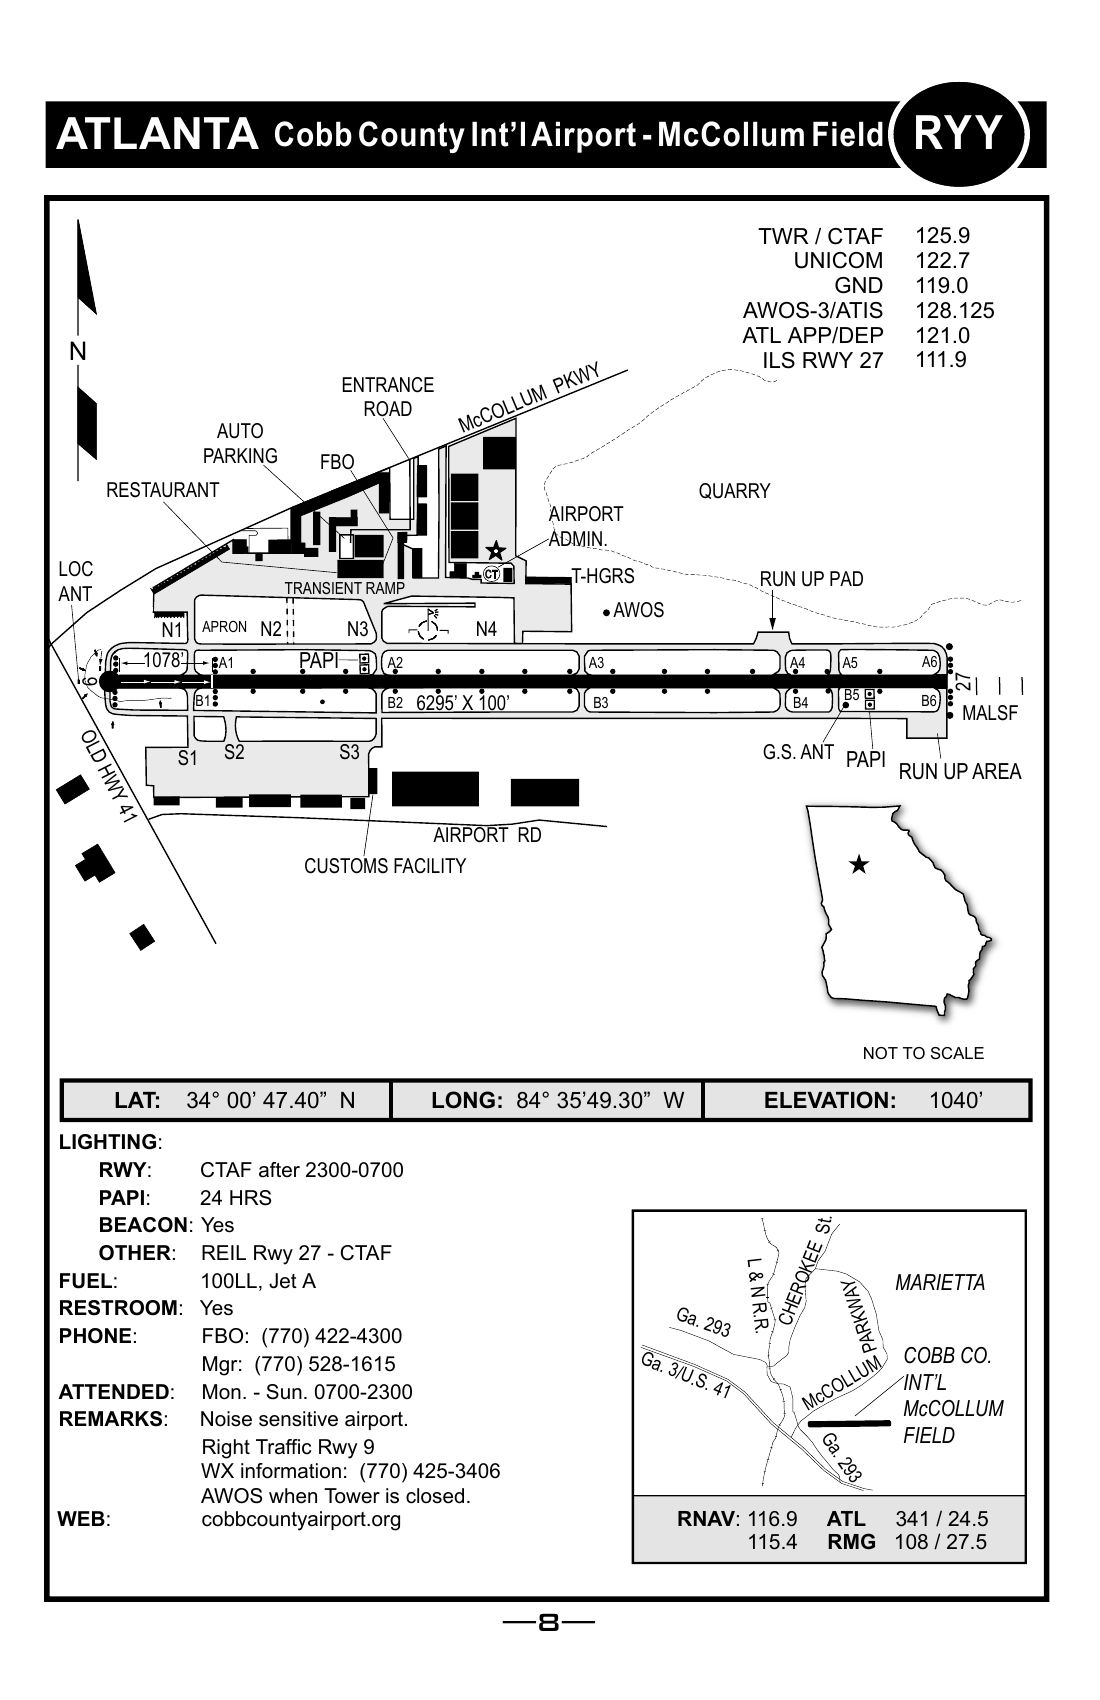 ATLANTA Cobb County Int’l Airport - McCollum Field RYY
TWR / CTAF 125.9
UNICOM 122.7
GND 119.0
AWOS-3/ATIS 128.125
ATL APP/DEP 121.0
ILS RWY 27 111.9
N
ENTRANCE
ROAD
McCOLLUM PKWY
AUTO
PARKING
FBO
RESTAURANT
QUARRY
AIRPORT
ADMIN.
LOC
ANT
CT
T-HGRS
RUN UP PAD
TRANSIENT RAMP
AWOS
N1 APRON N2 N3 N4
1078’ A1 PAPI A2 A3 A4 A5 A6
9
27
B1 B2 6295’ X 100’ B3 B4 B5 B6
MALSF
S1 S2 S3
G.S. ANT PAPI RUN UP AREA
OLD HWY 41
AIRPORT RD
CUSTOMS FACILITY
NOT TO SCALE
LAT: 34° 00’ 47.40” N LONG: 84° 35’49.30” W ELEVATION: 1040’
LIGHTING:
RWY: CTAF after 2300-0700
PAPI: 24 HRS
BEACON: Yes
OTHER: REIL Rwy 27 - CTAF
FUEL: 100LL, Jet A
RESTROOM: Yes
PHONE: FBO: (770) 422-4300
Mgr: (770) 528-1615
ATTENDED: Mon. - Sun. 0700-2300
REMARKS: Noise sensitive airport.
Right Traffic Rwy 9
WX information: (770) 425-3406
AWOS when Tower is closed.
WEB: cobbcountyairport.org
L & N R.R.
CHEROKEE St.
MARIETTA
Ga. 293
McCOLLUM PARKWAY
Ga. 3/U.S. 41
COBB CO.
INT’L
McCOLLUM
FIELD
Ga. 293
RNAV: 116.9 ATL 341 / 24.5
115.4 RMG 108 / 27.5
8